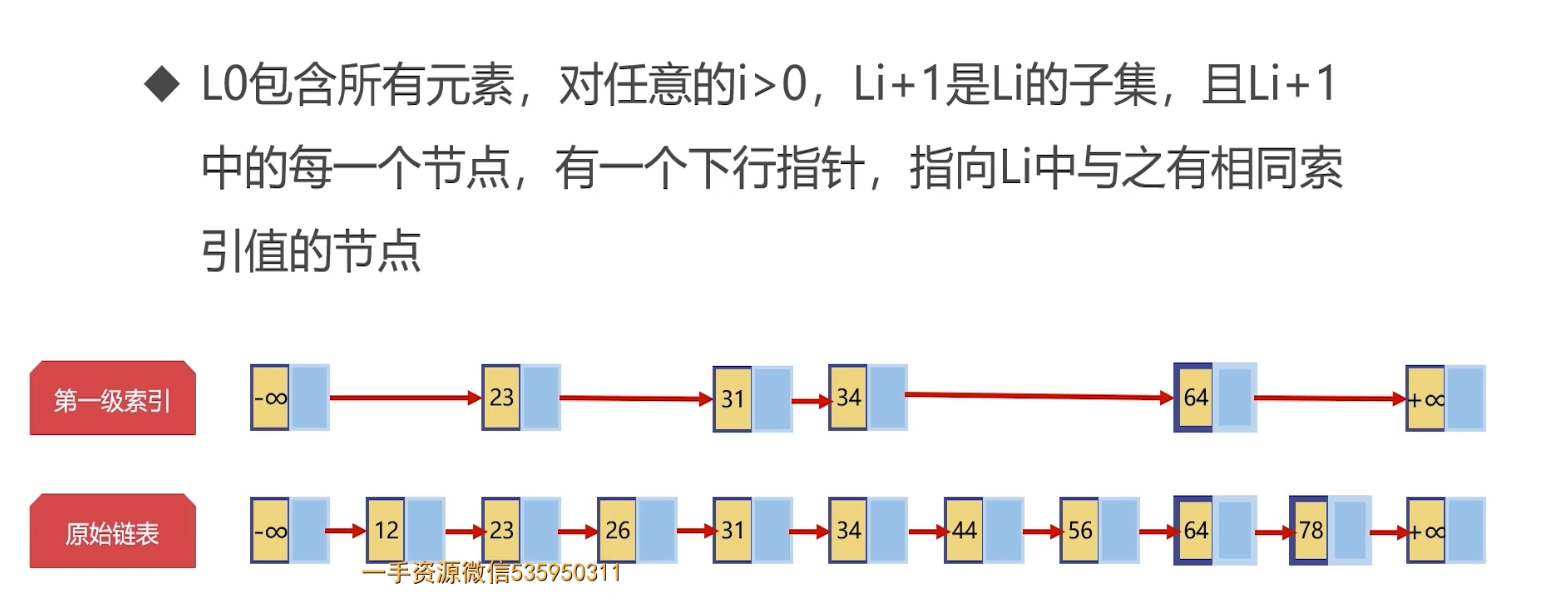 ◆ L0包含所有元素，对任意的i>0，Li+1是Li的子集，且Li+1
中的每一个节点，有一个下行指针，指向Li中与之有相同索
引值的节点
第一级索引 -∞ 23 31 34 64 +∞
原始链表 -∞ 12 23 26 31 34 44 56 64 78 +∞
一手资源微信535950311